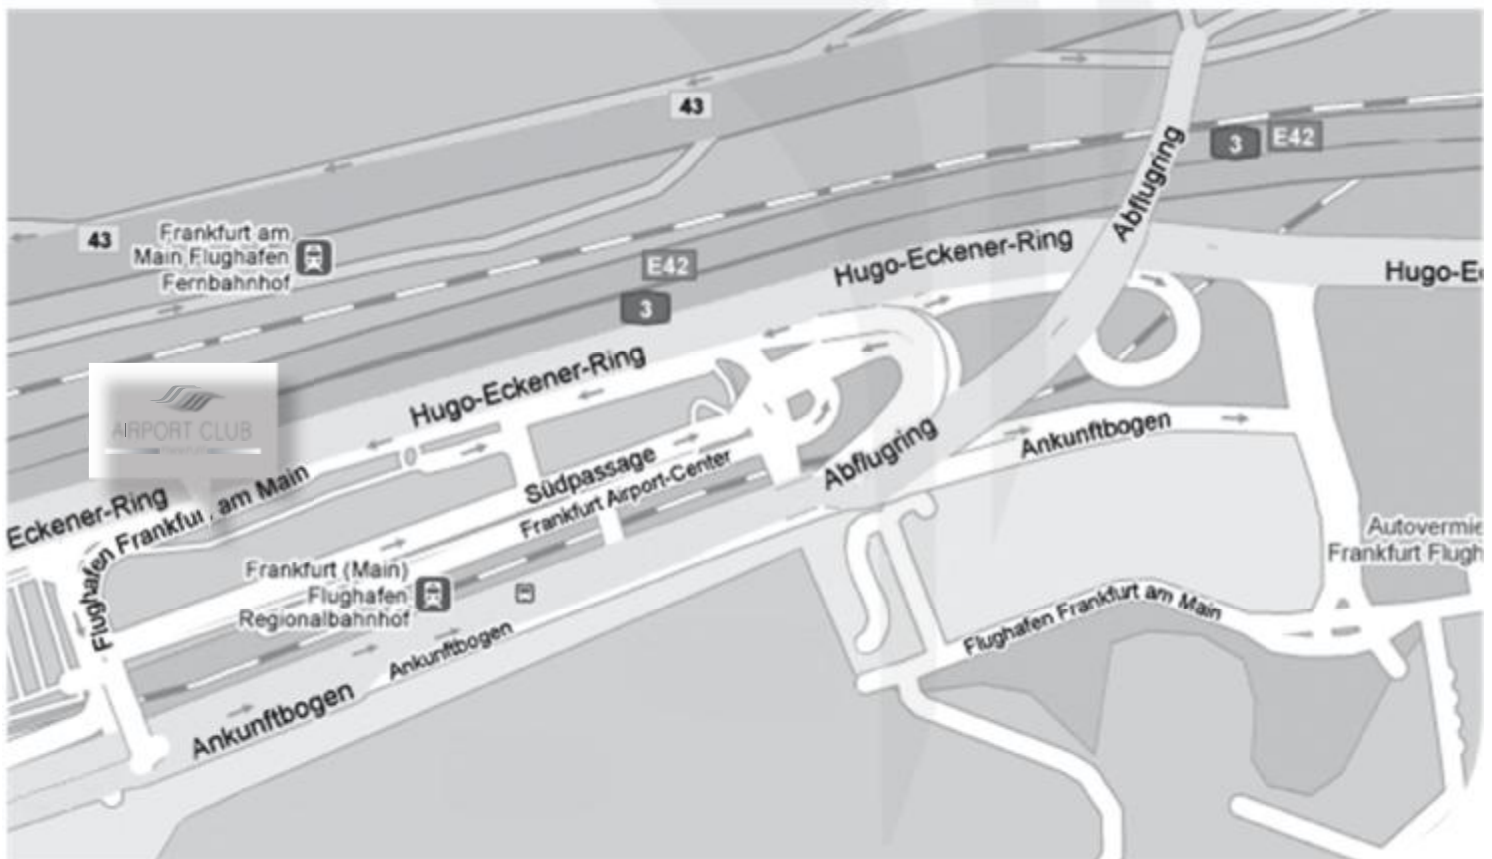 43
Abflugring
3
E42
43
Frankfurt am
Main Flughafen
Fernbahnhof
E42
3
Hugo-Eckener-Ring
Hugo-E
Hugo-Eckener-Ring
AIRPORT CLUB
Eckener-Ring
Flughafen Frankfur am Main
Südpassage
Frankfurt Airport-Center
Abflugring
Ankunftbogen
Autovermie
Frankfurt Flugh
Frankfurt (Main)
Flughafen
Regionalbahnhof
Ankunftbogen
Flughafen Frankfurt am Main
Ankunftbogen